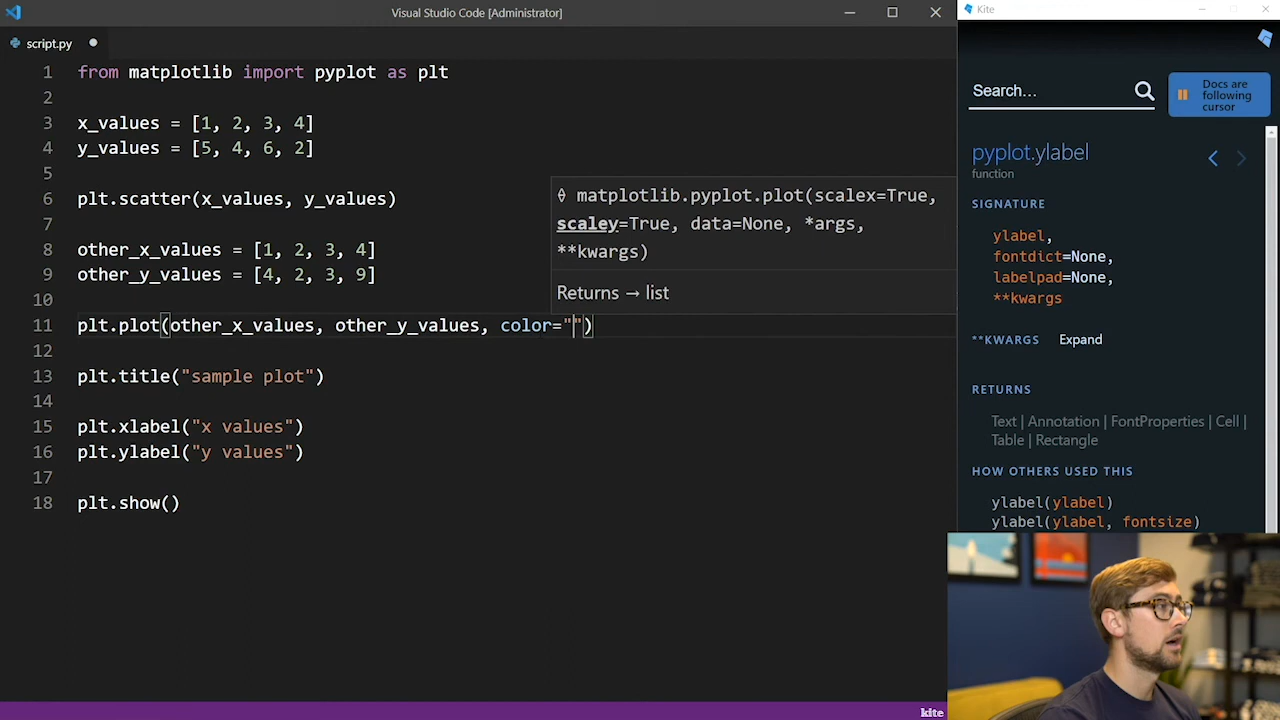 Visual Studio Code [Administrator]
script.py
1 from matplotlib import pyplot as plt
2
3 x_values = [1, 2, 3, 4]
4 y_values = [5, 4, 6, 2]
5
6 plt.scatter(x_values, y_values)
7
8 other_x_values = [1, 2, 3, 4]
9 other_y_values = [4, 2, 3, 9]
10
11 plt.plot(other_x_values, other_y_values, color="")
12
13 plt.title("sample plot")
14
15 plt.xlabel("x values")
16 plt.ylabel("y values")
17
18 plt.show()
matplotlib.pyplot.plot(scalex=True,
scaley=True, data=None, *args,
**kwargs)
Returns → list
Kite
Search...
Docs are
following
cursor
pyplot.ylabel
function
SIGNATURE
ylabel,
fontdict=None,
labelpad=None,
**kwargs
**KWARGS Expand
RETURNS
Text | Annotation | FontProperties | Cell |
Table | Rectangle
HOW OTHERS USED THIS
ylabel(ylabel)
ylabel(ylabel, fontsize)
kite